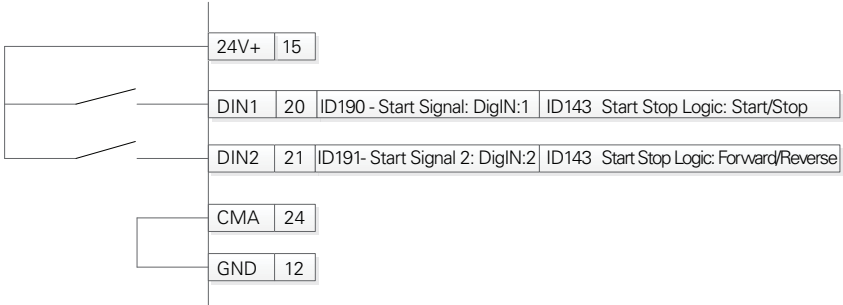 24V+ 15
DIN1 20 ID190 - Start Signal: DigIN:1 ID143 Start Stop Logic: Start/Stop
DIN2 21 ID191- Start Signal 2: DigIN:2 ID143 Start Stop Logic: Forward/Reverse
CMA 24
GND 12